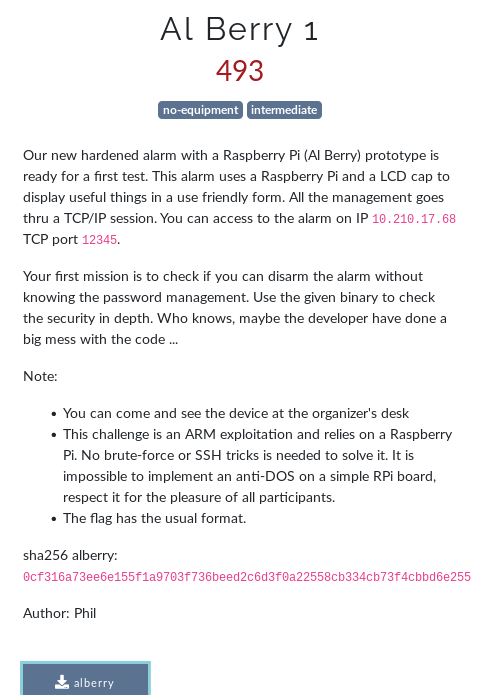 Al Berry 1
493
no-equipment intermediate
Our new hardened alarm with a Raspberry Pi (Al Berry) prototype is
ready for a first test. This alarm uses a Raspberry Pi and a LCD cap to
display useful things in a use friendly form. All the management goes
thru a TCP/IP session. You can access to the alarm on IP 10.210.17.68
TCP port 12345.
Your first mission is to check if you can disarm the alarm without
knowing the password management. Use the given binary to check
the security in depth. Who knows, maybe the developer have done a
big mess with the code ...
Note:
• You can come and see the device at the organizer's desk
• This challenge is an ARM exploitation and relies on a Raspberry
Pi. No brute-force or SSH tricks is needed to solve it. It is
impossible to implement an anti-DOS on a simple RPi board,
respect it for the pleasure of all participants.
• The flag has the usual format.
sha256 alberry:
0cf316a73ee6e155f1a9703f736beed2c6d3f0a22558cb334cb73f4cbbd6e255
Author: Phil
alberry